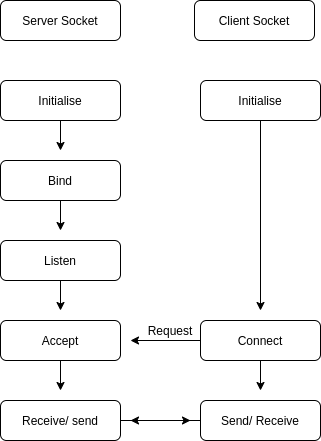 Server Socket
Client Socket
Initialise
Initialise
Bind
Listen
Request
Accept
Connect
Receive/ send
Send/ Receive